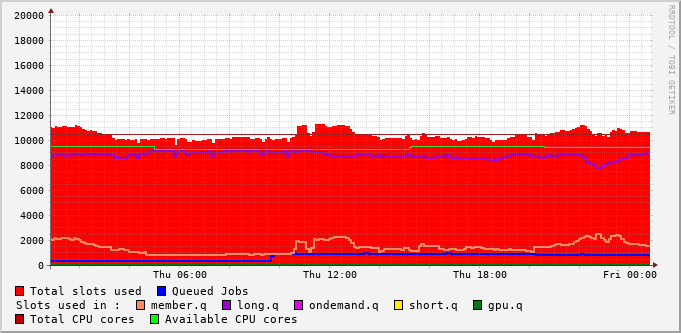 20000
18000
16000
14000
12000
10000
8000
6000
4000
2000
0
Thu 06:00 Thu 12:00 Thu 18:00 Fri 00:00
Total slots used Queued Jobs
Slots used in : member.q long.q ondemand.q short.q gpu.q
Total CPU cores Available CPU cores
RRDTOOL / TOBI OETIKER